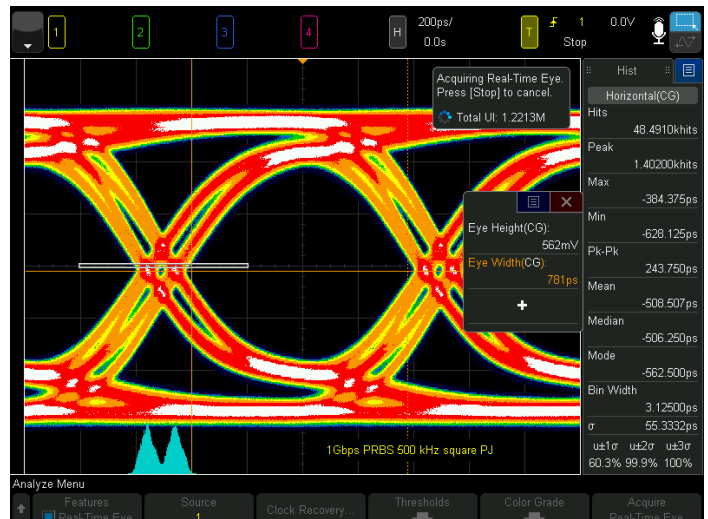 1
2
3
4
H
200ps/
0.0s
T
1
0.0V
Stop
Acquiring Real-Time Eye.
Press [Stop] to cancel.
Total UI: 1.2213M
Eye Height(CG):
562mV
Eye Width(CG):
781ps
1Gbps PRBS 500 kHz square PJ
Hist
Horizontal(CG)
Hits
48.4910khits
Peak
1.40200khits
Max
-384.375ps
Min
-628.125ps
Pk-Pk
243.750ps
Mean
-508.507ps
Median
-506.250ps
Mode
-562.500ps
Bin Width
3.12500ps
σ
55.3332ps
u±1σ u±2σ u±3σ
60.3% 99.9% 100%
Analyze Menu
Features
Real-Time Eye
Source
1
Clock Recovery...
Thresholds
Color Grade
Acquire
Real-Time Eye